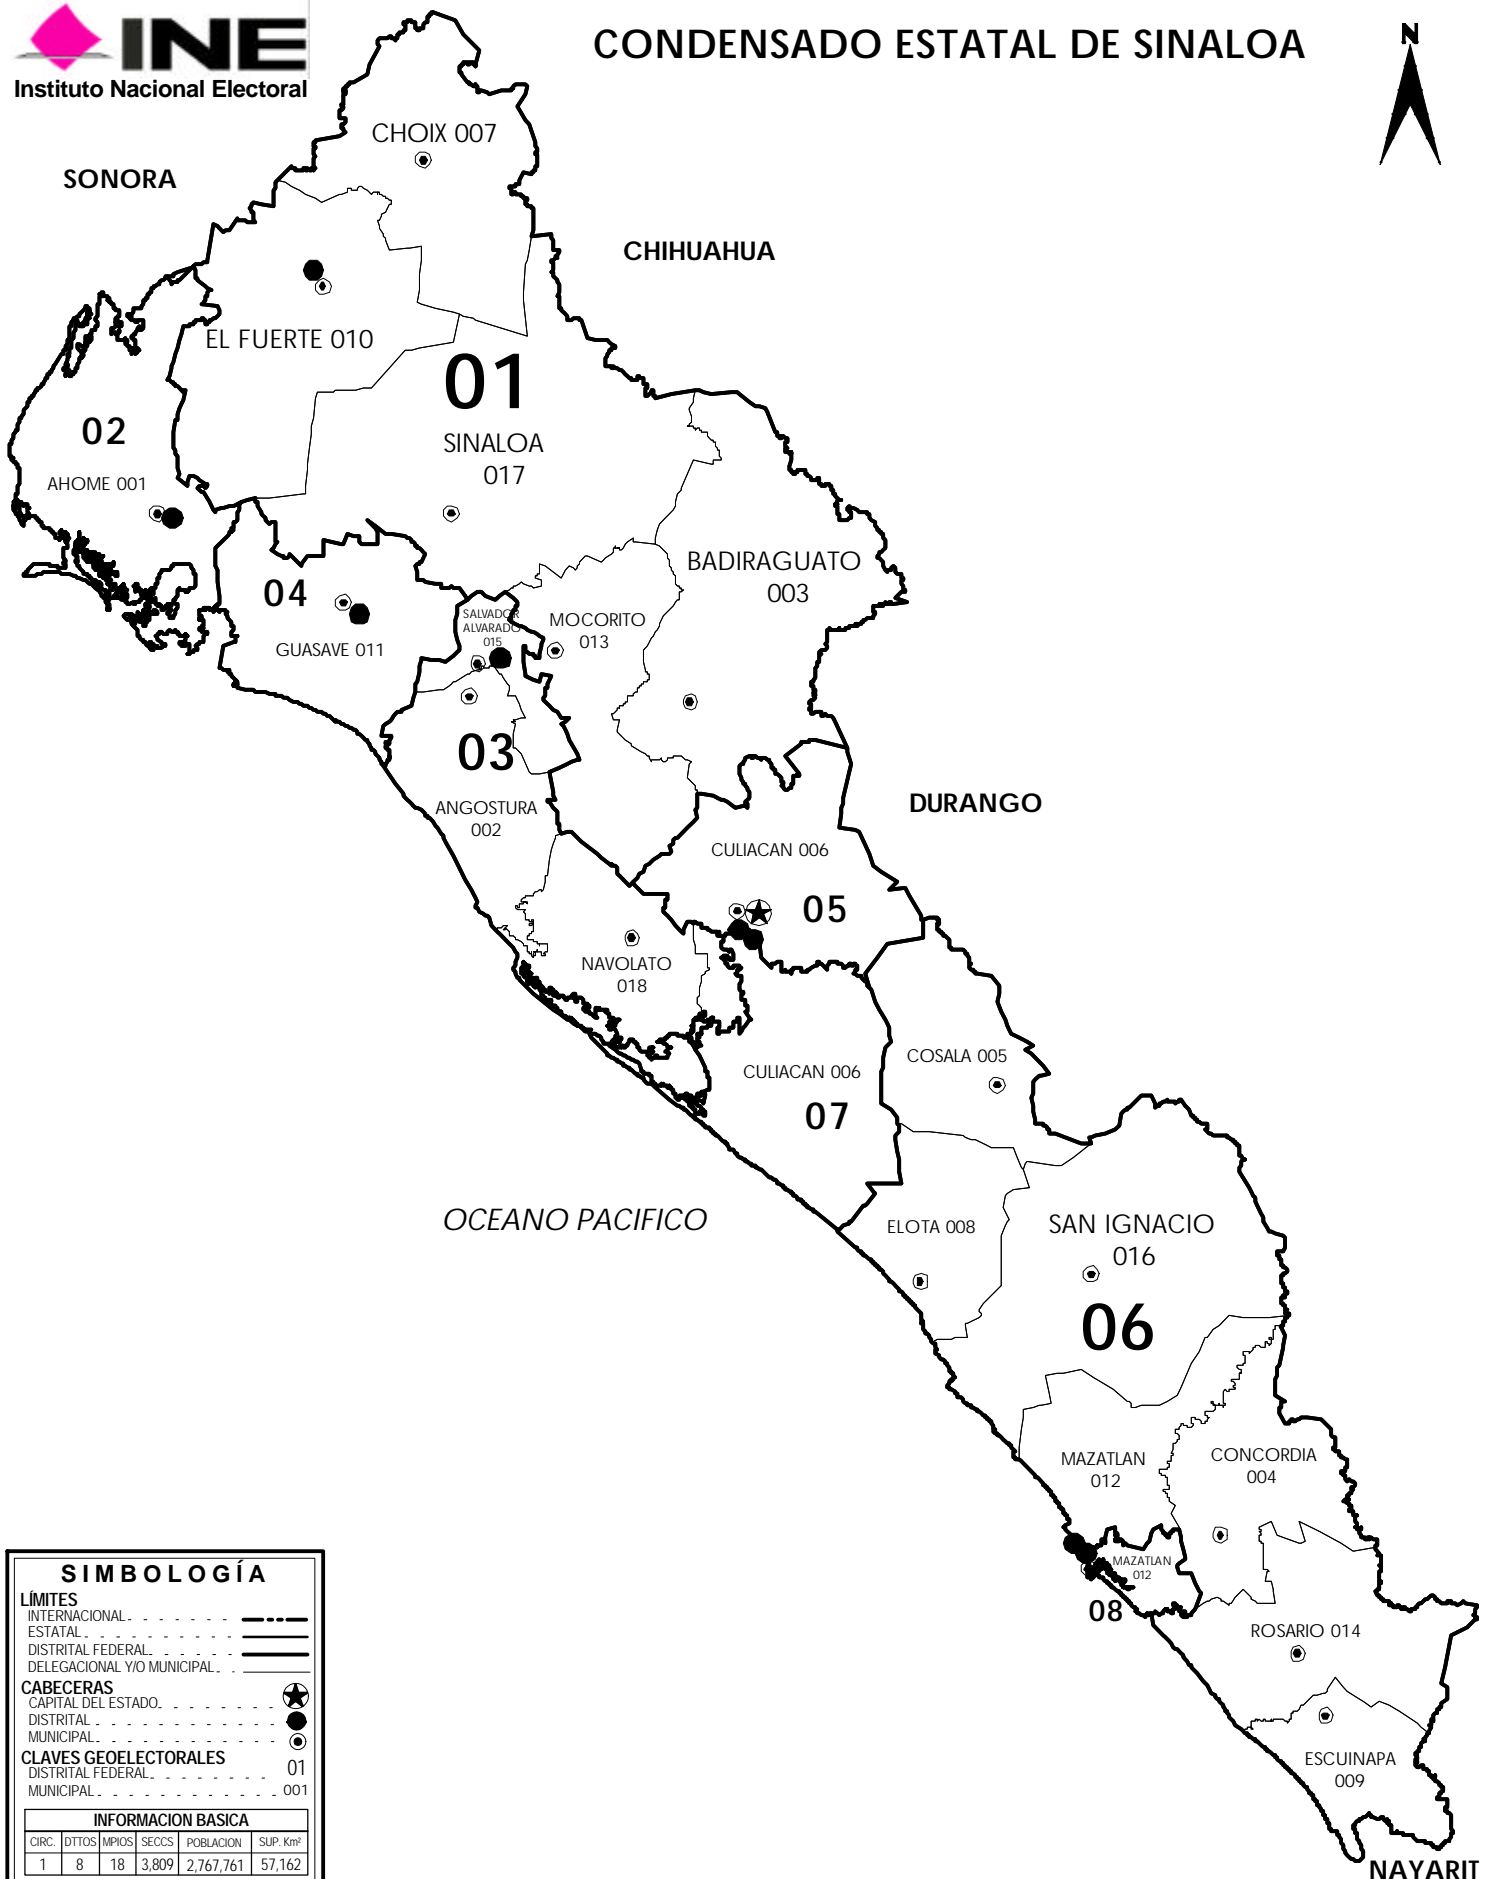 INE
Instituto Nacional Electoral
CONDENSADO ESTATAL DE SINALOA
N
SONORA
CHIHUAHUA
DURANGO
NAYARIT
OCEANO PACIFICO
CHOIX 007
EL FUERTE 010
01
SINALOA
017
02
AHOME 001
04
GUASAVE 011
BADIRAGUATO
003
SALVADOR
ALVARADO
015
MOCORITO
013
03
ANGOSTURA
002
CULIACAN 006
05
NAVOLATO
018
CULIACAN 006
07
COSALA 005
ELOTA 008
SAN IGNACIO
016
06
MAZATLAN
012
CONCORDIA
004
MAZATLAN
012
08
ROSARIO 014
ESCUINAPA
009
SIMBOLOGÍA
LÍMITES
INTERNACIONAL
ESTATAL
DISTRITAL FEDERAL
DELEGACIONAL Y/O MUNICIPAL
CABECERAS
CAPITAL DEL ESTADO
DISTRITAL
MUNICIPAL
CLAVES GEOELECTORALES
DISTRITAL FEDERAL 01
MUNICIPAL 001
INFORMACION BASICA
CIRC. DTTOS MPIOS SECCS POBLACION SUP. Km²
1 8 18 3,809 2,767,761 57,162